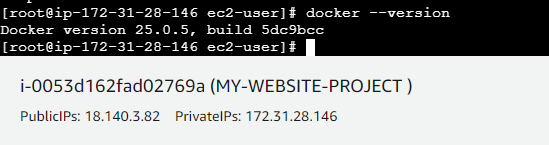 [root@ip-172-31-28-146 ec2-user]# docker --version
Docker version 25.0.5, build 5dc9bcc
[root@ip-172-31-28-146 ec2-user]#
i-0053d162fad02769a (MY-WEBSITE-PROJECT )
PublicIPs: 18.140.3.82 PrivateIPs: 172.31.28.146